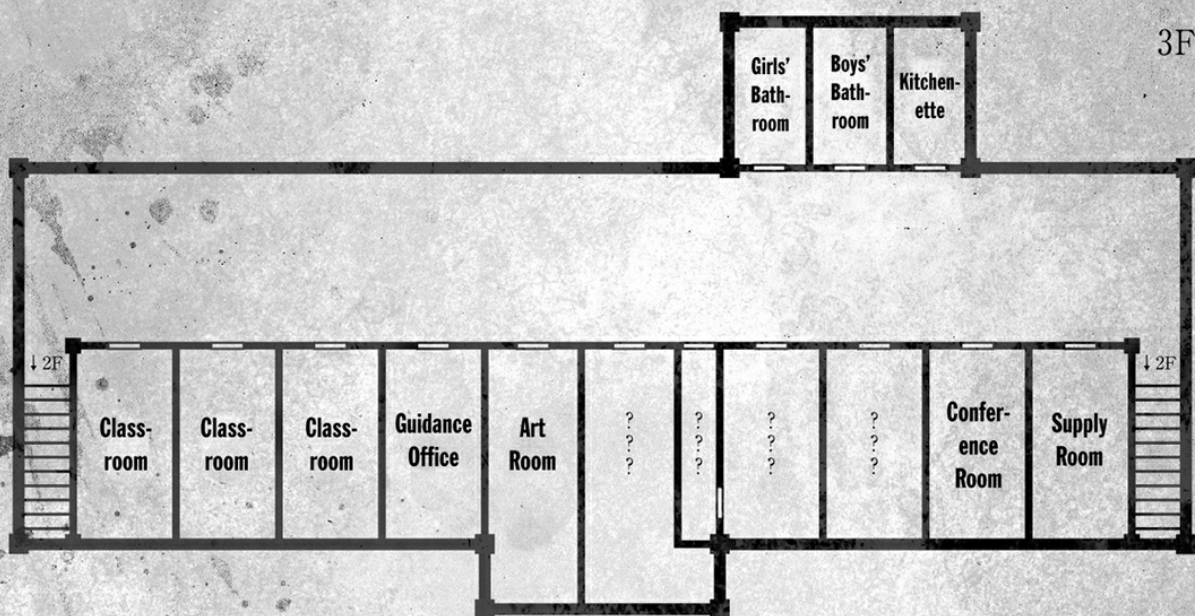 3F
Girls'
Bath-
room
Boys'
Bath-
room
Kitchen-
ette
↓2F
Class-
room
Class-
room
Class-
room
Guidance
Office
Art
Room
?
?
?
?
?
?
?
?
?
?
?
?
Confer-
ence
Room
Supply
Room
↓2F